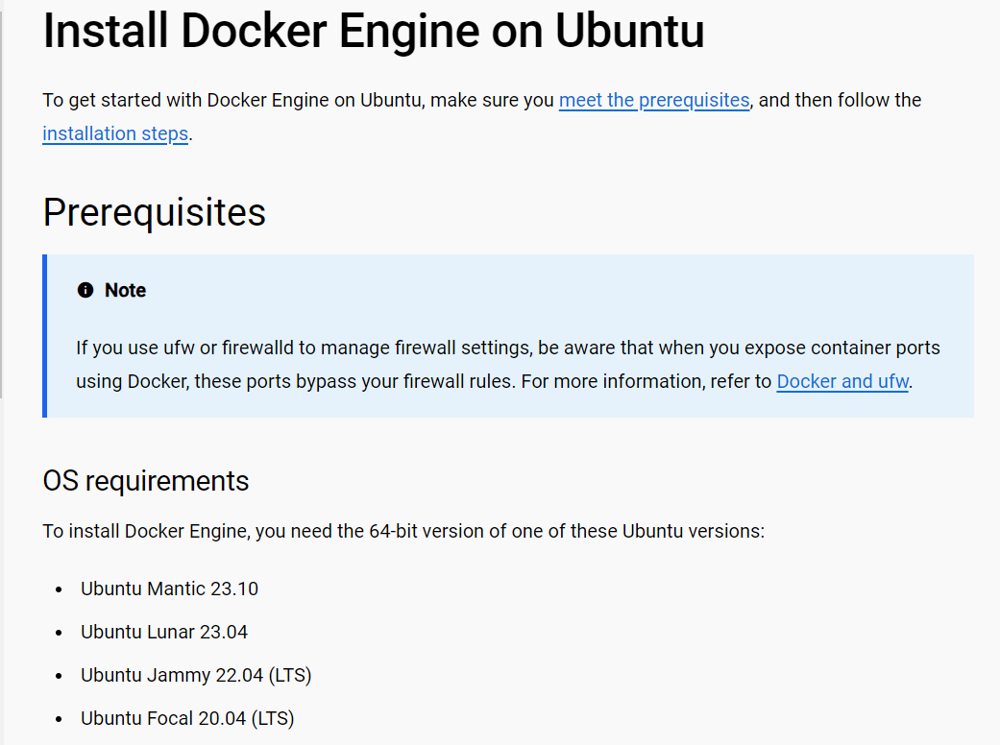 Install Docker Engine on Ubuntu
To get started with Docker Engine on Ubuntu, make sure you meet the prerequisites, and then follow the
installation steps.
Prerequisites
Note
If you use ufw or firewalld to manage firewall settings, be aware that when you expose container ports
using Docker, these ports bypass your firewall rules. For more information, refer to Docker and ufw.
OS requirements
To install Docker Engine, you need the 64-bit version of one of these Ubuntu versions:
• Ubuntu Mantic 23.10
• Ubuntu Lunar 23.04
• Ubuntu Jammy 22.04 (LTS)
• Ubuntu Focal 20.04 (LTS)